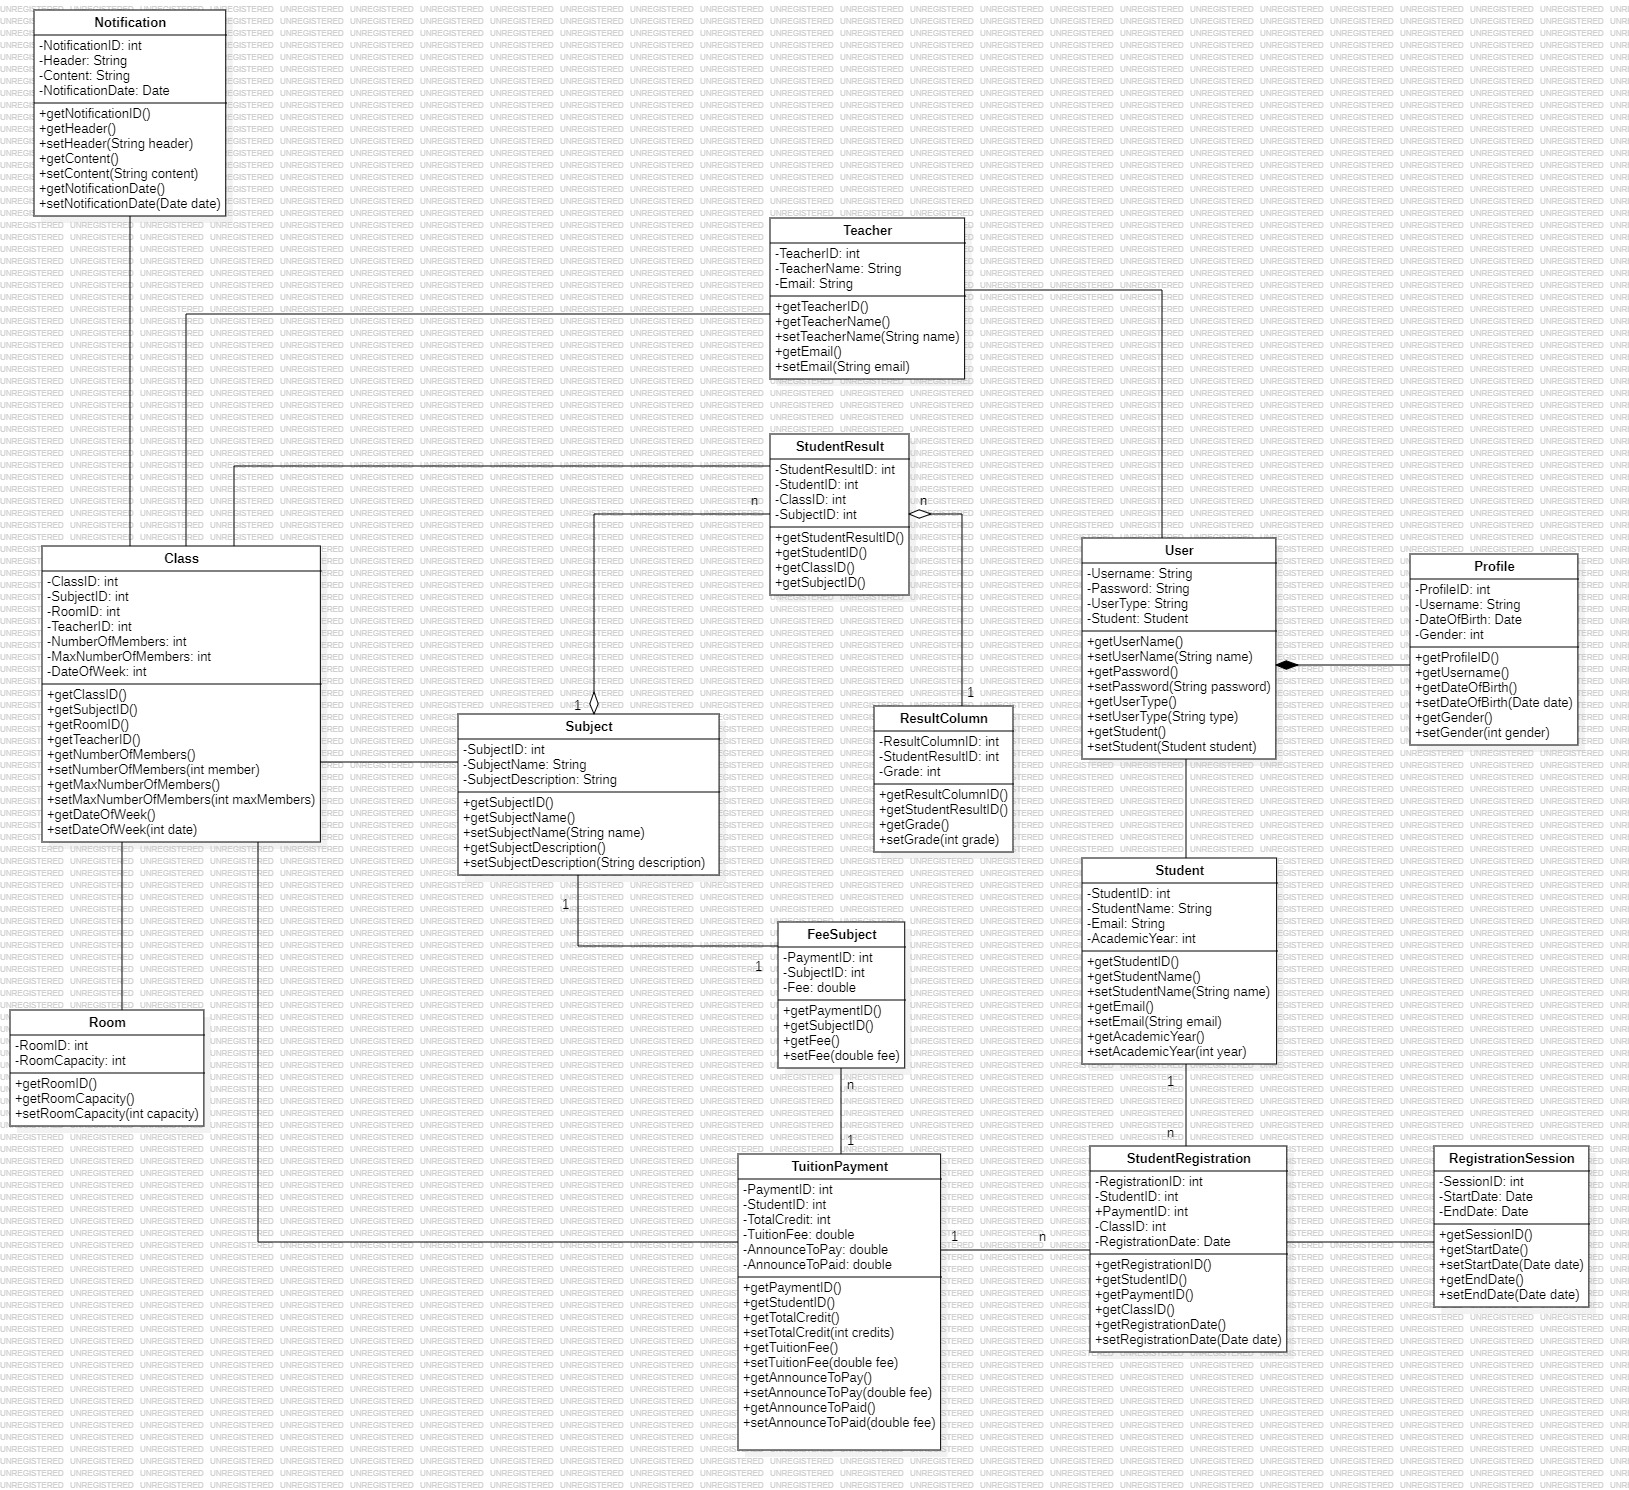 Notification
-NotificationID: int
-Header: String
-Content: String
-NotificationDate: Date
+getNotificationID()
+getHeader()
+setHeader(String header)
+getContent()
+setContent(String content)
+getNotificationDate()
+setNotificationDate(Date date)
Teacher
-TeacherID: int
-TeacherName: String
-Email: String
+getTeacherID()
+getTeacherName()
+setTeacherName(String name)
+getEmail()
+setEmail(String email)
StudentResult
-StudentResultID: int
-StudentID: int
-ClassID: int
-SubjectID: int
+getStudentResultID()
+getStudentID()
+getClassID()
+getSubjectID()
n
n
Class
-ClassID: int
-SubjectID: int
-RoomID: int
-TeacherID: int
-NumberOfMembers: int
-MaxNumberOfMembers: int
-DateOfWeek: int
+getClassID()
+getSubjectID()
+getRoomID()
+getTeacherID()
+getNumberOfMembers()
+setNumberOfMembers(int member)
+getMaxNumberOfMembers()
+setMaxNumberOfMembers(int maxMembers)
+getDateOfWeek()
+setDateOfWeek(int date)
User
-Username: String
-Password: String
-UserType: String
-Student: Student
+getUserName()
+setUserName(String name)
+getPassword()
+setPassword(String password)
+getUserType()
+setUserType(String type)
+getStudent()
+setStudent(Student student)
Profile
-ProfileID: int
-Username: String
-DateOfBirth: Date
-Gender: int
+getProfileID()
+getUsername()
+getDateOfBirth()
+setDateOfBirth(Date date)
+getGender()
+setGender(int gender)
1
Subject
-SubjectID: int
-SubjectName: String
-SubjectDescription: String
+getSubjectID()
+getSubjectName()
+setSubjectName(String name)
+getSubjectDescription()
+setSubjectDescription(String description)
1
1
ResultColumn
-ResultColumnID: int
-StudentResultID: int
-Grade: int
+getResultColumnID()
+getStudentResultID()
+getGrade()
+setGrade(int grade)
Student
-StudentID: int
-StudentName: String
-Email: String
-AcademicYear: int
+getStudentID()
+getStudentName()
+setStudentName(String name)
+getEmail()
+setEmail(String email)
+getAcademicYear()
+setAcademicYear(int year)
1
n
FeeSubject
-PaymentID: int
-SubjectID: int
-Fee: double
+getPaymentID()
+getSubjectID()
+getFee()
+setFee(double fee)
1
n
1
Room
-RoomID: int
-RoomCapacity: int
+getRoomID()
+getRoomCapacity()
+setRoomCapacity(int capacity)
TuitionPayment
-PaymentID: int
-StudentID: int
-TotalCredit: int
-TuitionFee: double
-AnnounceToPay: double
-AnnounceToPaid: double
+getPaymentID()
+getStudentID()
+getTotalCredit()
+setTotalCredit(int credits)
+getTuitionFee()
+setTuitionFee(double fee)
+getAnnounceToPay()
+setAnnounceToPay(double fee)
+getAnnounceToPaid()
+setAnnounceToPaid(double fee)
1
n
StudentRegistration
-RegistrationID: int
-StudentID: int
+PaymentID: int
-ClassID: int
-RegistrationDate: Date
+getRegistrationID()
+getStudentID()
+getPaymentID()
+getClassID()
+getRegistrationDate()
+setRegistrationDate(Date date)
RegistrationSession
-SessionID: int
-StartDate: Date
-EndDate: Date
+getSessionID()
+getStartDate()
+setStartDate(Date date)
+getEndDate()
+setEndDate(Date date)
UNREGISTERED